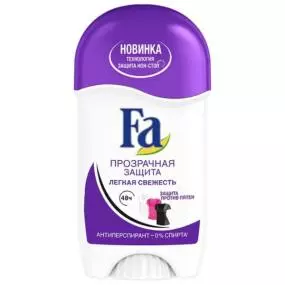 НОВИНКА
ТЕХНОЛОГИЯ
ЗАЩИТА НОН-СТОП
Fa
ПРОЗРАЧНАЯ
ЗАЩИТА
ЛЕГКАЯ СВЕЖЕСТЬ
48ч
ЗАЩИТА
ПРОТИВ ПЯТЕН
АНТИПЕРСПИРАНТ - 0% СПИРТА